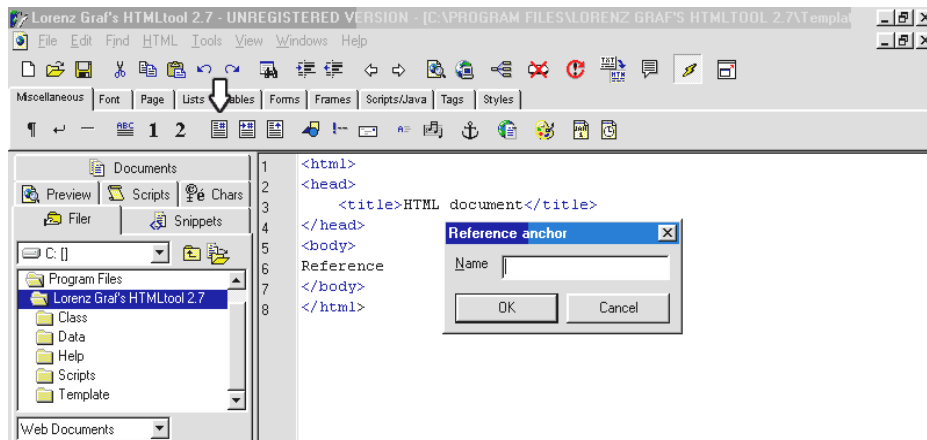 Lorenz Graf's HTMLtool 2.7 - UNREGISTERED VERSION - [C:\PROGRAM FILES\LORENZ GRAF'S HTMLTOOL 2.7\Templat
File Edit Find HTML Tools View Windows Help
Miscellaneous Font Page Lists Tables Forms Frames Scripts/Java Tags Styles
ABC 1 2
Documents
Preview Scripts Chars
Filer Snippets
C: []
Program Files
Lorenz Graf's HTMLtool 2.7
Class
Data
Help
Scripts
Template
Web Documents
1 <html>
2 <head>
3 <title>HTML document</title>
4 </head>
5 <body>
6 Reference
7 </body>
8 </html>
Reference anchor
Name
OK Cancel